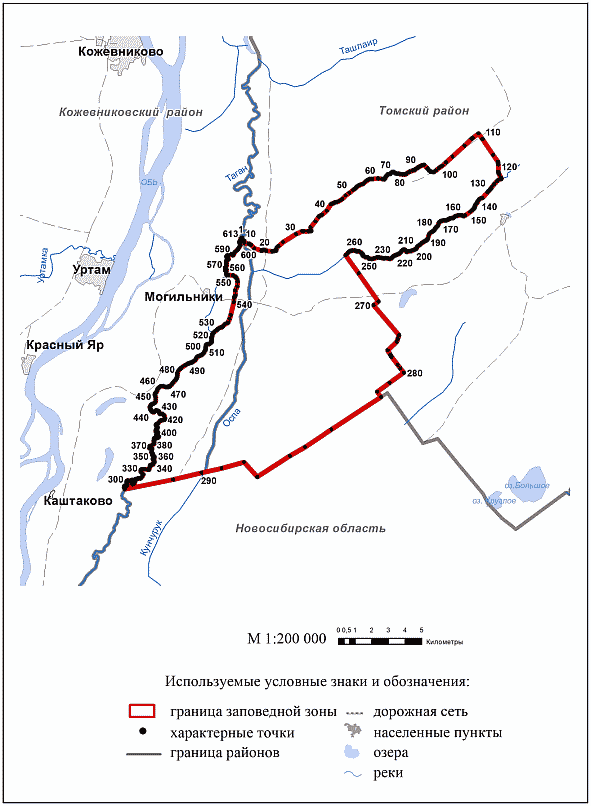 Кожевниково
Ташлаир
Кожевниковский район
Томский район
110
90
70
60
80
100
120
Обь
Таган
50
130
40
140
160
150
30
180
170
1
613
10
190
20
590
600
260
210
200
230
220
250
570
560
550
Уртамка
Уртам
Могильники
540
270
530
520
500
510
Красный Яр
480
490
280
460
470
450
430
440
420
Оспа
400
370
380
350
360
330
340
300
290
Каштаково
оз.Большое
оз.Круглое
Кунчурук
Новосибирская область
М 1:200 000
0 0,5 1 2 3 4 5
Километры
Используемые условные знаки и обозначения:
граница заповедной зоны
дорожная сеть
характерные точки
населенные пункты
граница районов
озера
реки